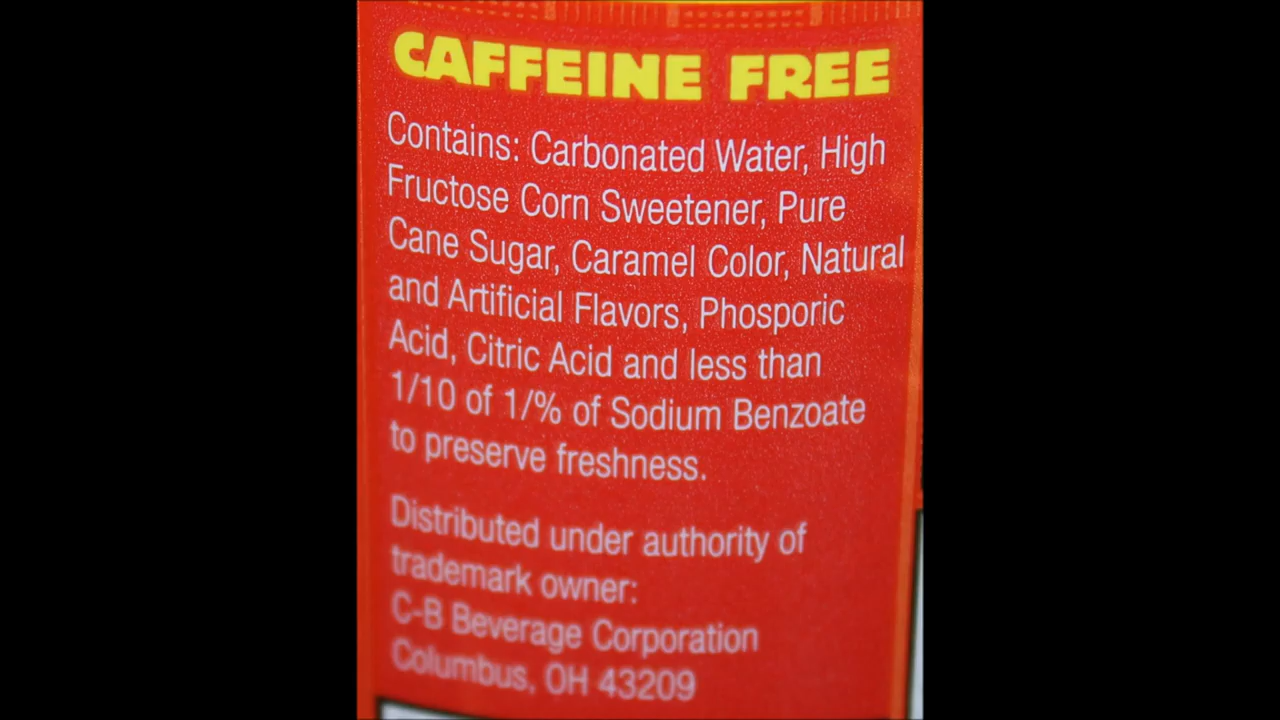 CAFFEINE FREE
Contains: Carbonated Water, High
Fructose Corn Sweetener, Pure
Cane Sugar, Caramel Color, Natural
and Artificial Flavors, Phosporic
Acid, Citric Acid and less than
1/10 of 1/% of Sodium Benzoate
to preserve freshness.
Distributed under authority of
trademark owner:
C-B Beverage Corporation
Columbus, OH 43209